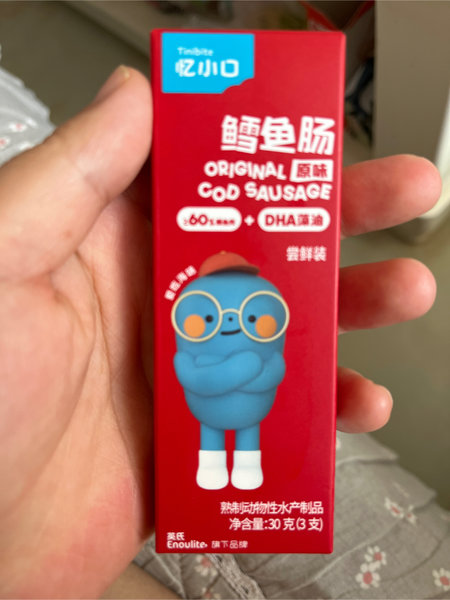 Tinibite
忆小口
鳕鱼肠
ORIGINAL 原味
COD SAUSAGE
≥60% + DHA藻油
尝鲜装
熟制动物性水产制品
净含量:30克(3支)
英氏
Enoulite 旗下品牌